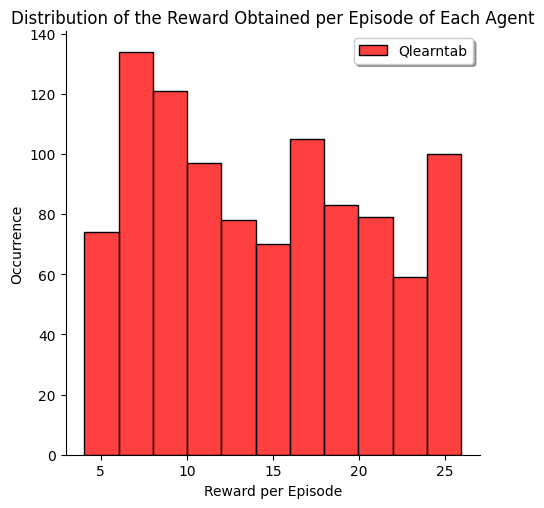 Distribution of the Reward Obtained per Episode of Each Agent
Qlearntab
140
120
100
80
60
40
20
0
Occurrence
5 10 15 20 25
Reward per Episode